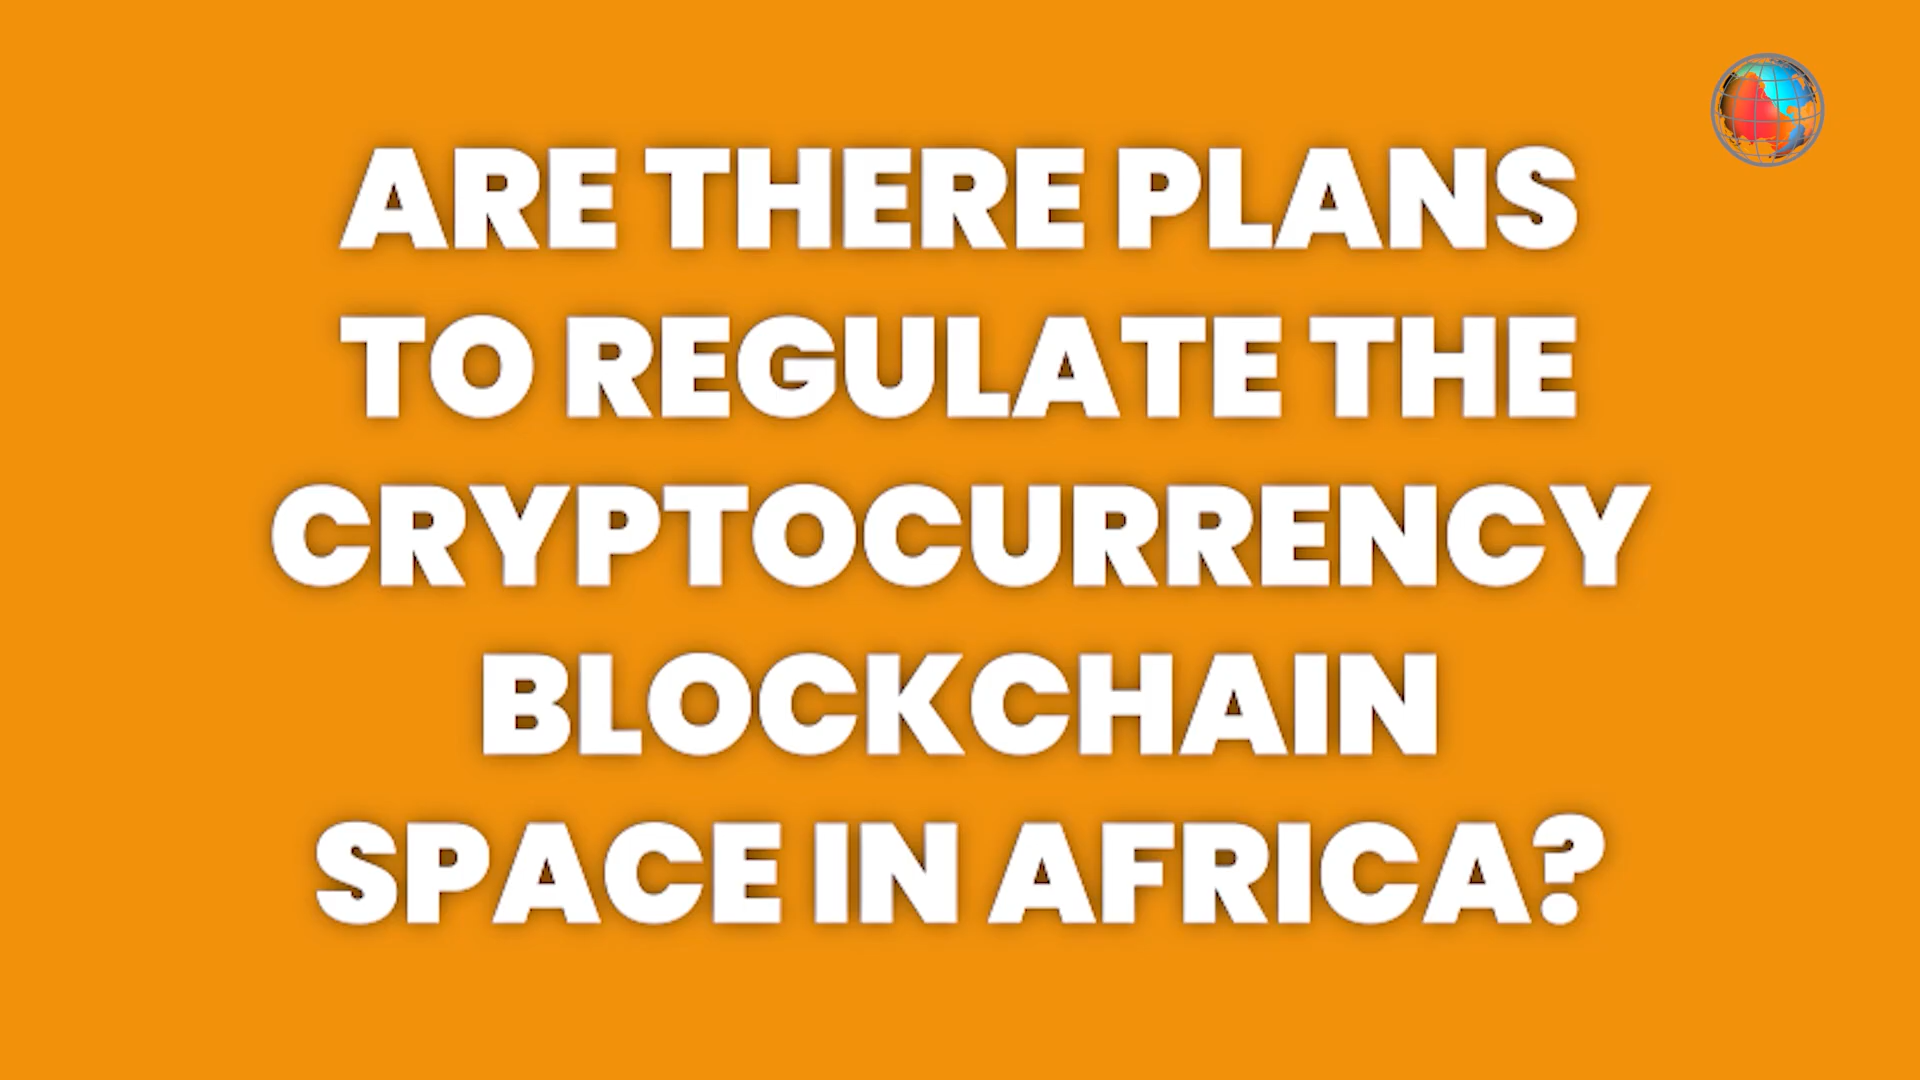 ARE THERE PLANS
TO REGULATE THE
CRYPTOCURRENCY
BLOCKCHAIN
SPACE IN AFRICA?